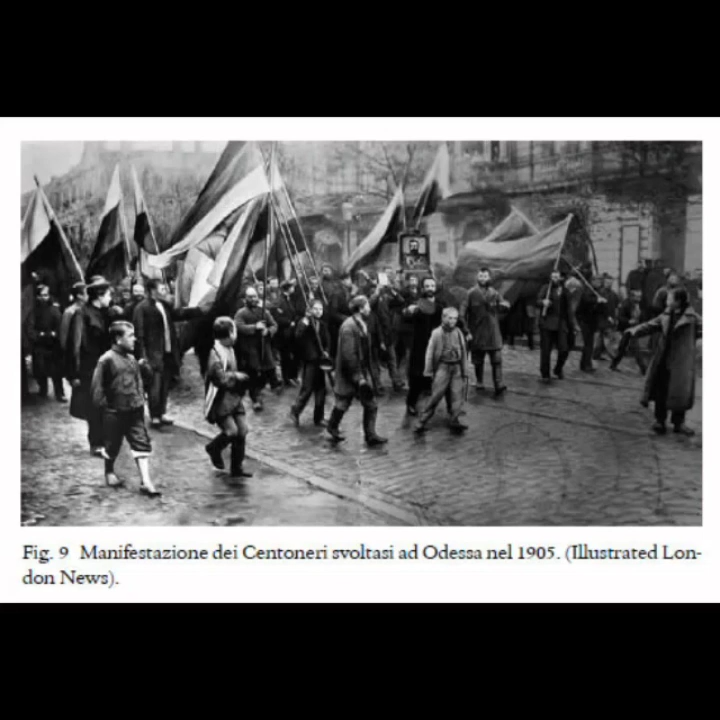 Fig. 9 Manifestazione dei Centoneri svoltasi ad Odessa nel 1905. (Illustrated Lon-
don News).